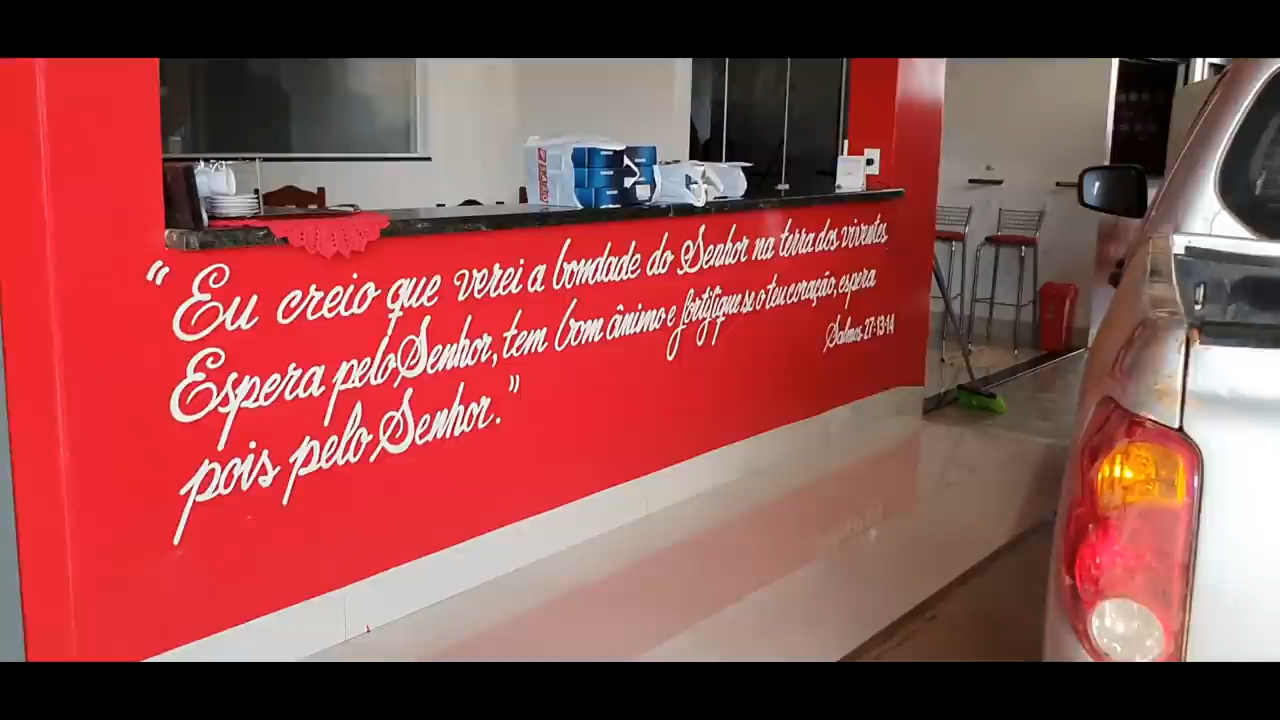 “Eu creio que verei a bondade do Senhor na terra dos viventes
Espera pelo Senhor, tem bom ânimo e fortifique se o teu coração, espera
pois pelo Senhor.”
Salmos 27:13-14